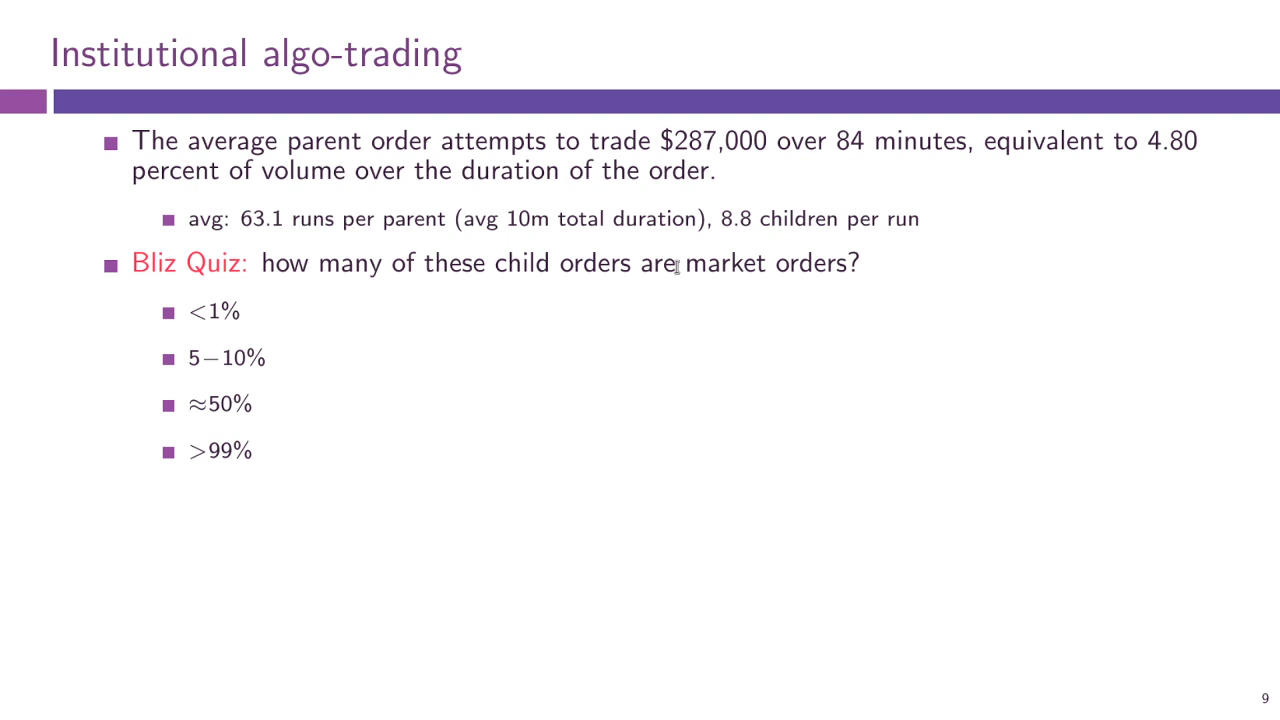 Institutional algo-trading
The average parent order attempts to trade $287,000 over 84 minutes, equivalent to 4.80
percent of volume over the duration of the order.
avg: 63.1 runs per parent (avg 10m total duration), 8.8 children per run
Bliz Quiz: how many of these child orders are market orders?
<1%
5−10%
≈50%
>99%
9